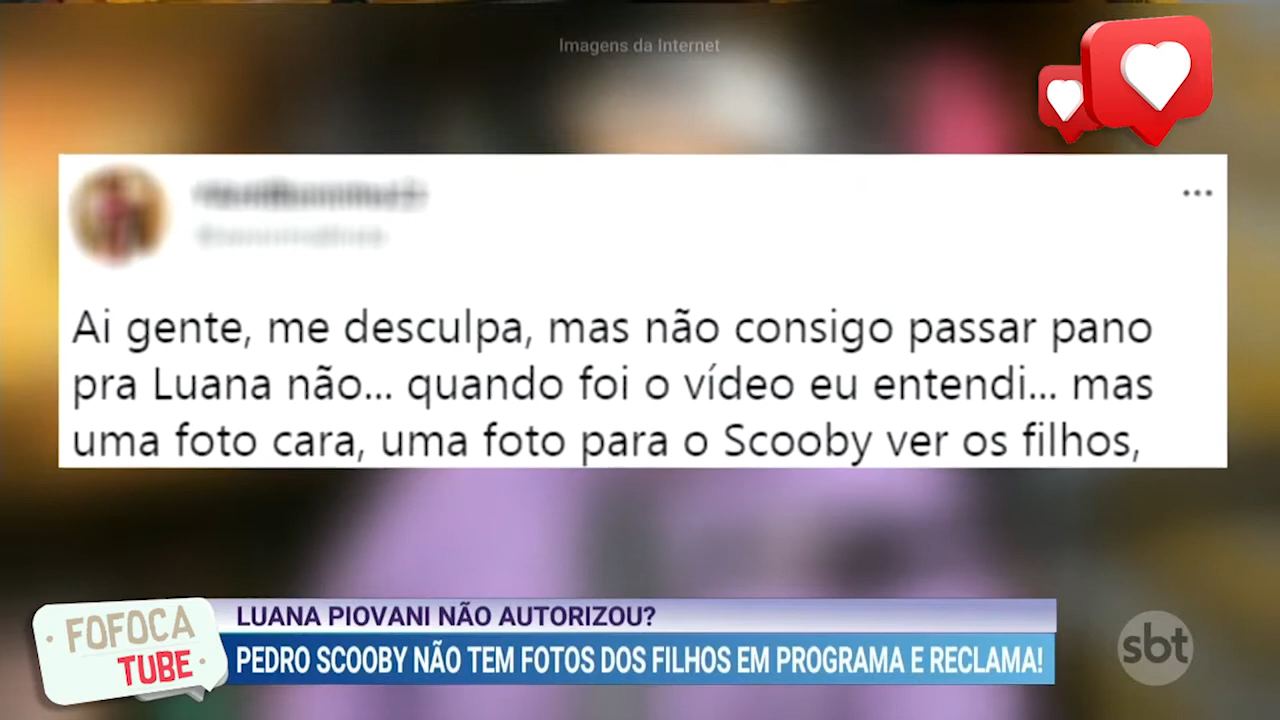 Imagens da Internet
Ai gente, me desculpa, mas não consigo passar pano
pra Luana não... quando foi o vídeo eu entendi... mas
uma foto cara, uma foto para o Scooby ver os filhos,
LUANA PIOVANI NÃO AUTORIZOU?
FOFOCA
TUBE
PEDRO SCOOBY NÃO TEM FOTOS DOS FILHOS EM PROGRAMA E RECLAMA!
sbt